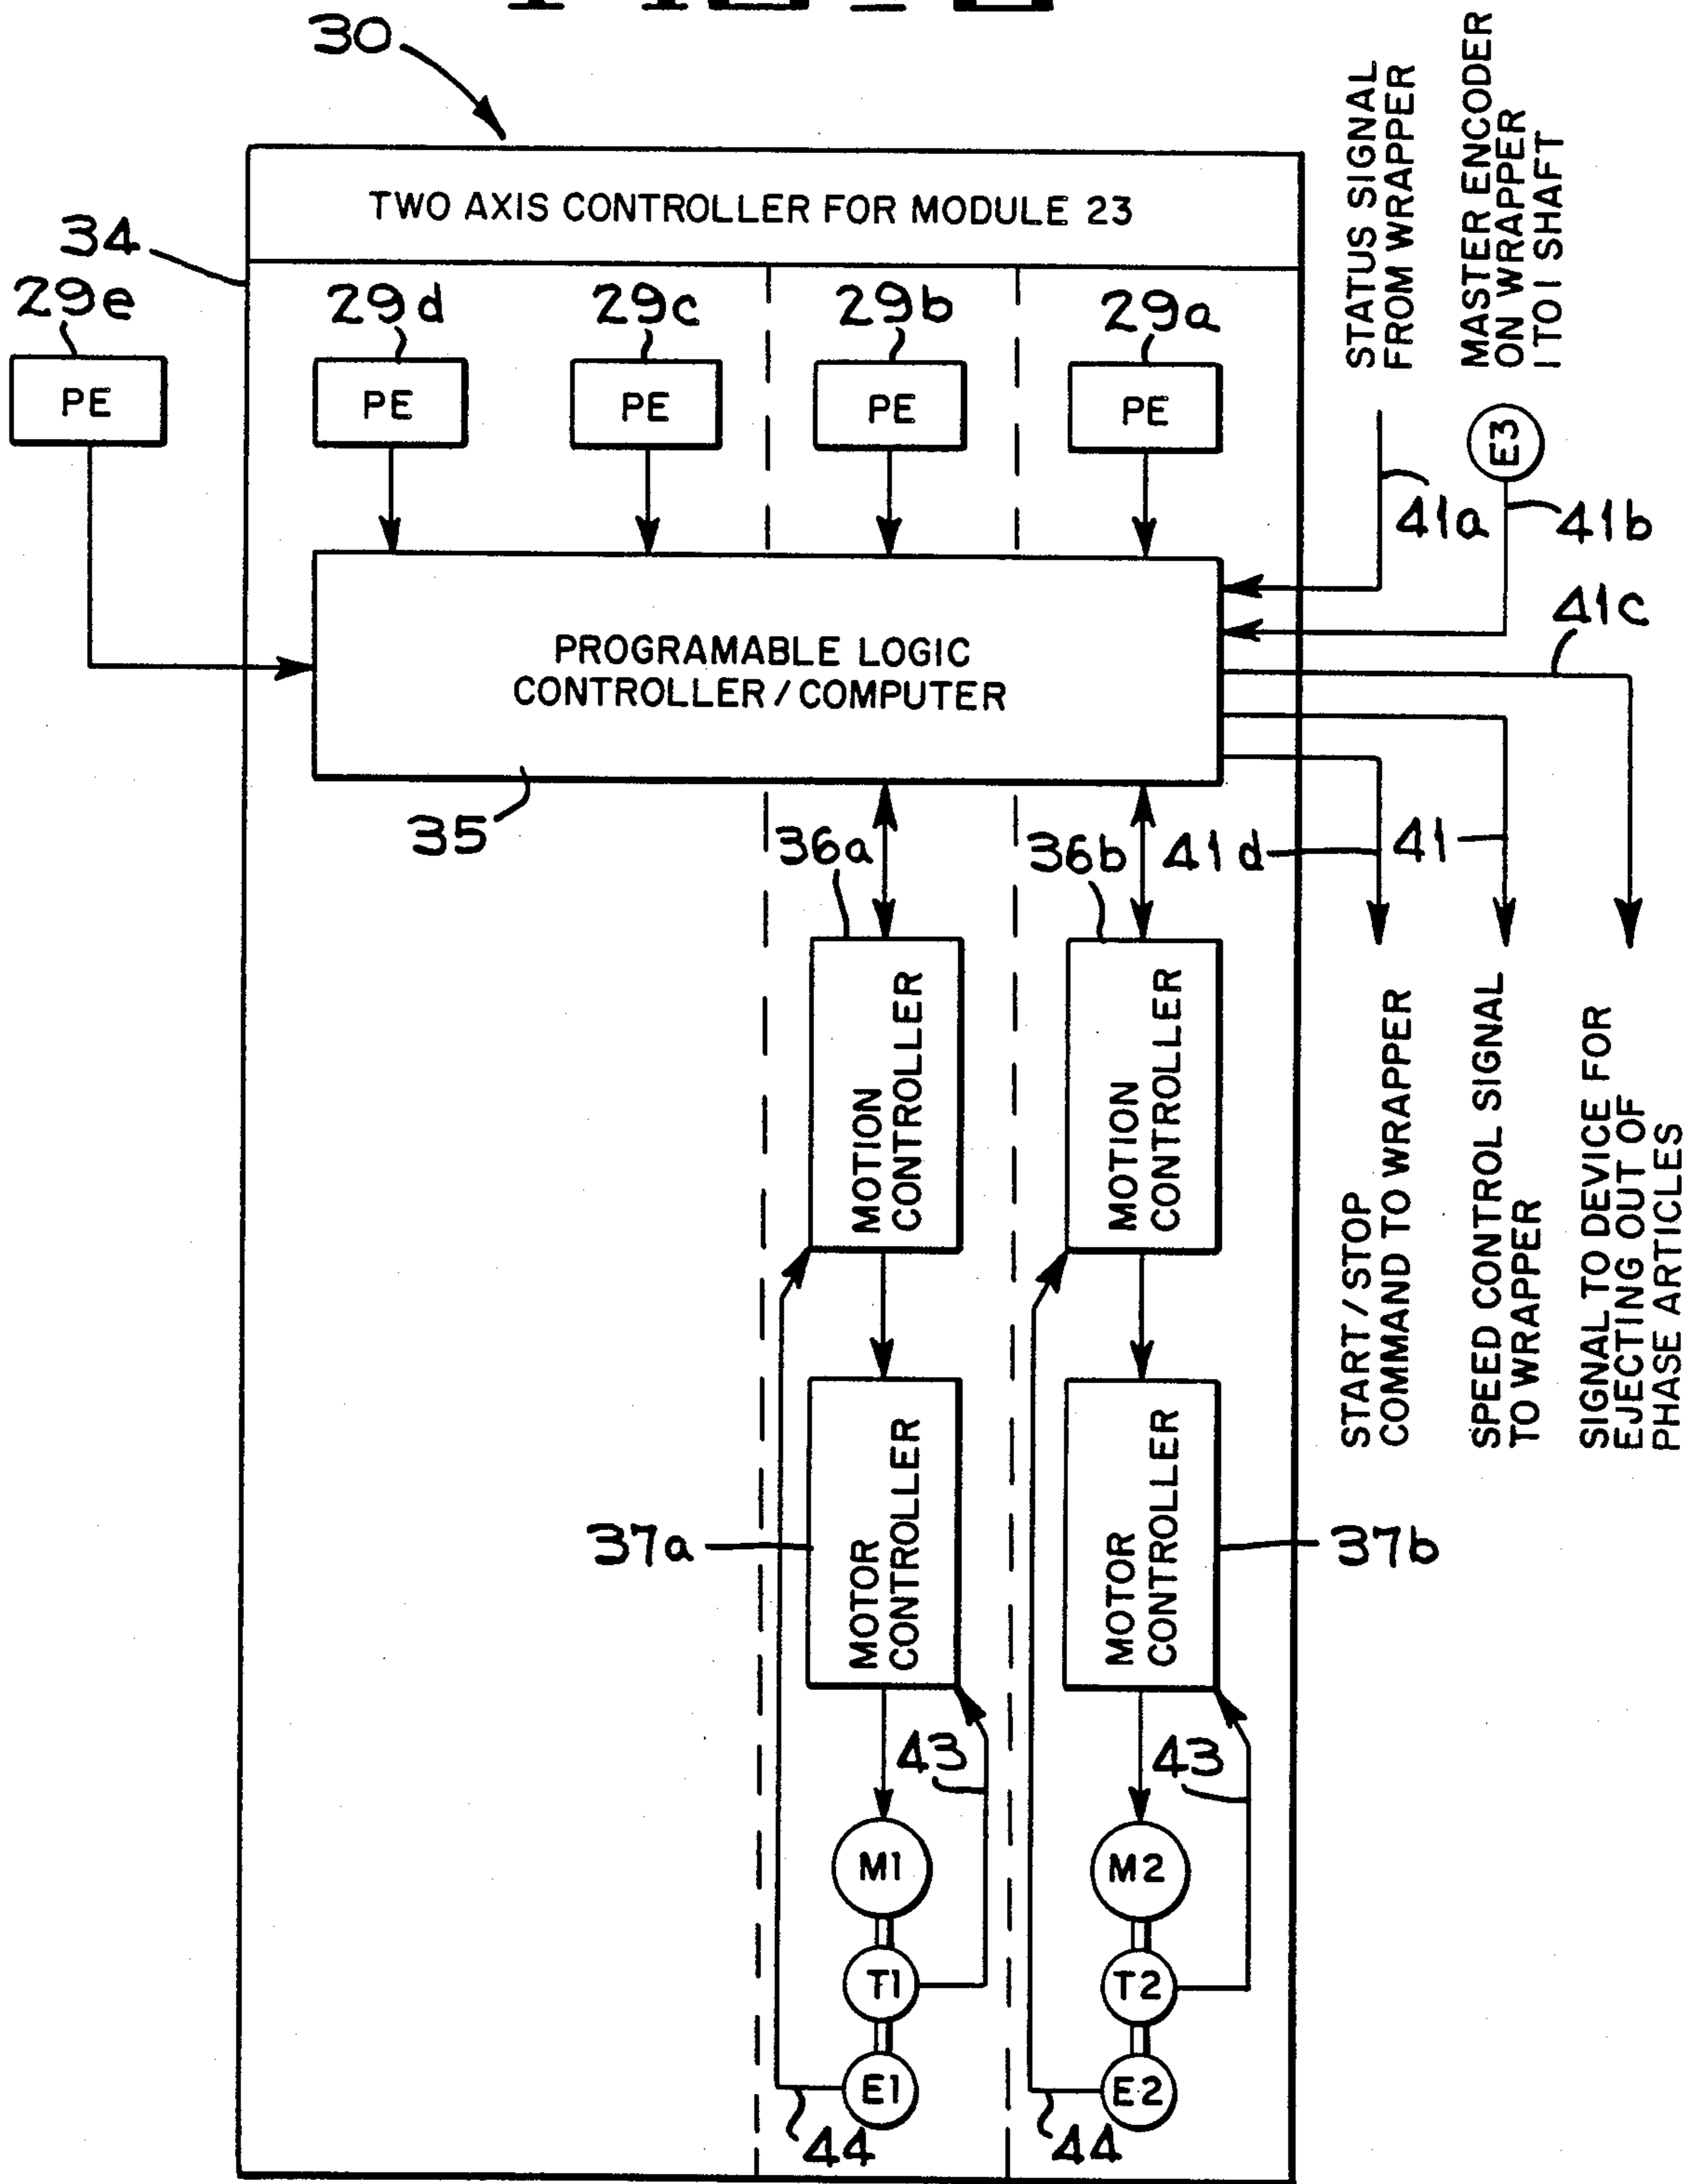 30
TWO AXIS CONTROLLER FOR MODULE 23
34
29e
29d
29c
29b
29a
PE
PE
PE
PE
PE
STATUS SIGNAL
FROM WRAPPER
MASTER ENCODER
ON WRAPPER
1 TO 1 SHAFT
E3
41a
41b
41c
PROGRAMABLE LOGIC
CONTROLLER/COMPUTER
35
36a
36b
41d
41
MOTION
CONTROLLER
MOTION
CONTROLLER
START/STOP
COMMAND TO WRAPPER
SPEED CONTROL SIGNAL
TO WRAPPER
SIGNAL TO DEVICE FOR
EJECTING OUT OF
PHASE ARTICLES
37a
MOTOR
CONTROLLER
MOTOR
CONTROLLER
37b
43
43
M1
M2
T1
T2
E1
E2
44
44